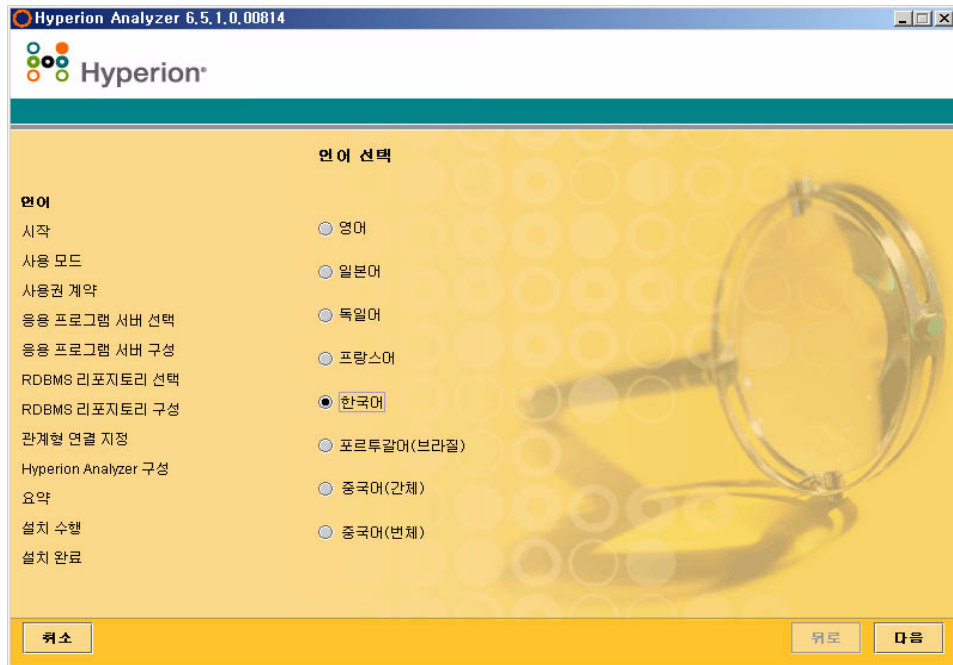 Hyperion Analyzer 6,5,1,0,00814
Hyperion
언어 선택
언어
시작
사용 모드
사용권 계약
응용 프로그램 서버 선택
응용 프로그램 서버 구성
RDBMS 리포지토리 선택
RDBMS 리포지토리 구성
관계형 연결 지정
Hyperion Analyzer 구성
요약
설치 수행
설치 완료
영어
일본어
독일어
프랑스어
한국어
포르투갈어(브라질)
중국어(간체)
중국어(번체)
취소
뒤로
다음